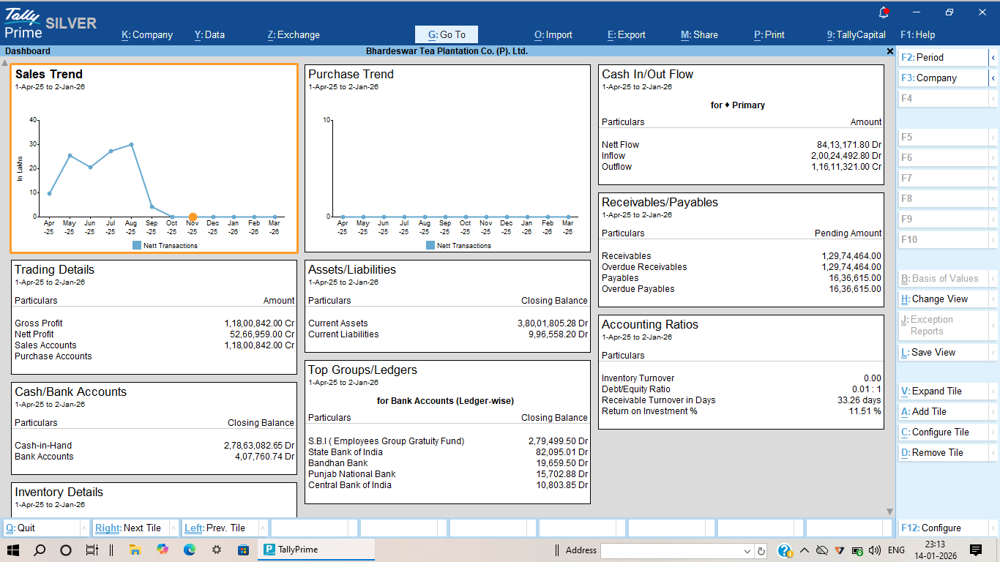 Tally
Prime SILVER
K: Company Y: Data Z: Exchange G: Go To O: Import E: Export M: Share P: Print 9: TallyCapital F1: Help
Dashboard Bhardeswar Tea Plantation Co. (P). Ltd.
Sales Trend
1-Apr-25 to 2-Jan-26
In Lakhs
40
30
20
10
0
Apr May Jun Jul Aug Sep Oct Nov Dec Jan Feb Mar
-25 -25 -25 -25 -25 -25 -25 -25 -25 -26 -26 -26
Nett Transactions
Purchase Trend
1-Apr-25 to 2-Jan-26
10
0
Apr May Jun Jul Aug Sep Oct Nov Dec Jan Feb Mar
-25 -25 -25 -25 -25 -25 -25 -25 -25 -26 -26 -26
Nett Transactions
Cash In/Out Flow
1-Apr-25 to 2-Jan-26
for ♦ Primary
Particulars Amount
Nett Flow 84,13,171.80 Dr
Inflow 2,00,24,492.80 Dr
Outflow 1,16,11,321.00 Cr
Receivables/Payables
1-Apr-25 to 2-Jan-26
Particulars Pending Amount
Receivables 1,29,74,464.00
Overdue Receivables 1,29,74,464.00
Payables 16,36,615.00
Overdue Payables 16,36,615.00
Trading Details
1-Apr-25 to 2-Jan-26
Particulars Amount
Gross Profit 1,18,00,842.00 Cr
Nett Profit 52,66,959.00 Cr
Sales Accounts 1,18,00,842.00 Cr
Purchase Accounts
Assets/Liabilities
1-Apr-25 to 2-Jan-26
Particulars Closing Balance
Current Assets 3,80,01,805.28 Dr
Current Liabilities 9,96,558.20 Dr
Accounting Ratios
1-Apr-25 to 2-Jan-26
Particulars
Inventory Turnover 0.00
Debt/Equity Ratio 0.01 : 1
Receivable Turnover in Days 33.26 days
Return on Investment % 11.51 %
Cash/Bank Accounts
1-Apr-25 to 2-Jan-26
Particulars Closing Balance
Cash-in-Hand 2,78,63,082.65 Dr
Bank Accounts 4,07,760.74 Dr
Top Groups/Ledgers
1-Apr-25 to 2-Jan-26
for Bank Accounts (Ledger-wise)
Particulars Closing Balance
S.B.I ( Employees Group Gratuity Fund) 2,79,499.50 Dr
State Bank of India 82,095.01 Dr
Bandhan Bank 19,659.50 Dr
Punjab National Bank 15,702.88 Dr
Central Bank of India 10,803.85 Dr
Inventory Details
1-Apr-25 to 2-Jan-26
F2: Period
F3: Company
F4
F5
F6
F7
F8
F9
F10
B: Basis of Values
H: Change View
J: Exception
Reports
L: Save View
V: Expand Tile
A: Add Tile
C: Configure Tile
D: Remove Tile
F12: Configure
Q: Quit Right: Next Tile Left: Prev. Tile
TallyPrime Address ENG 23:13
14-01-2026